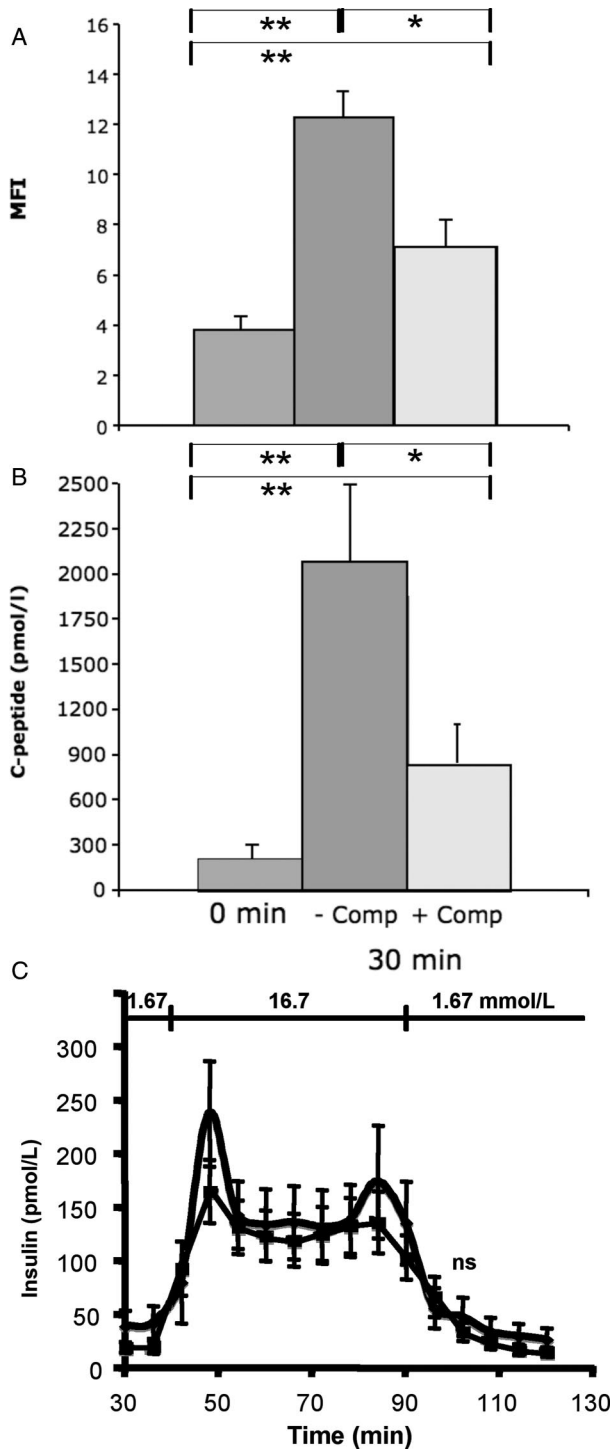 A
** *
**
16
14
12
10
8
6
4
2
0
MFI
B
** *
**
2500
2250
2000
1750
1500
1200
900
600
300
0
C-peptide (pmol/l)
0 min - Comp + Comp
30 min
C
1.67 16.7 1.67 mmol/L
300
250
200
150
100
50
0
Insulin (pmol/L)
ns
30 50 70 90 110 130
Time (min)